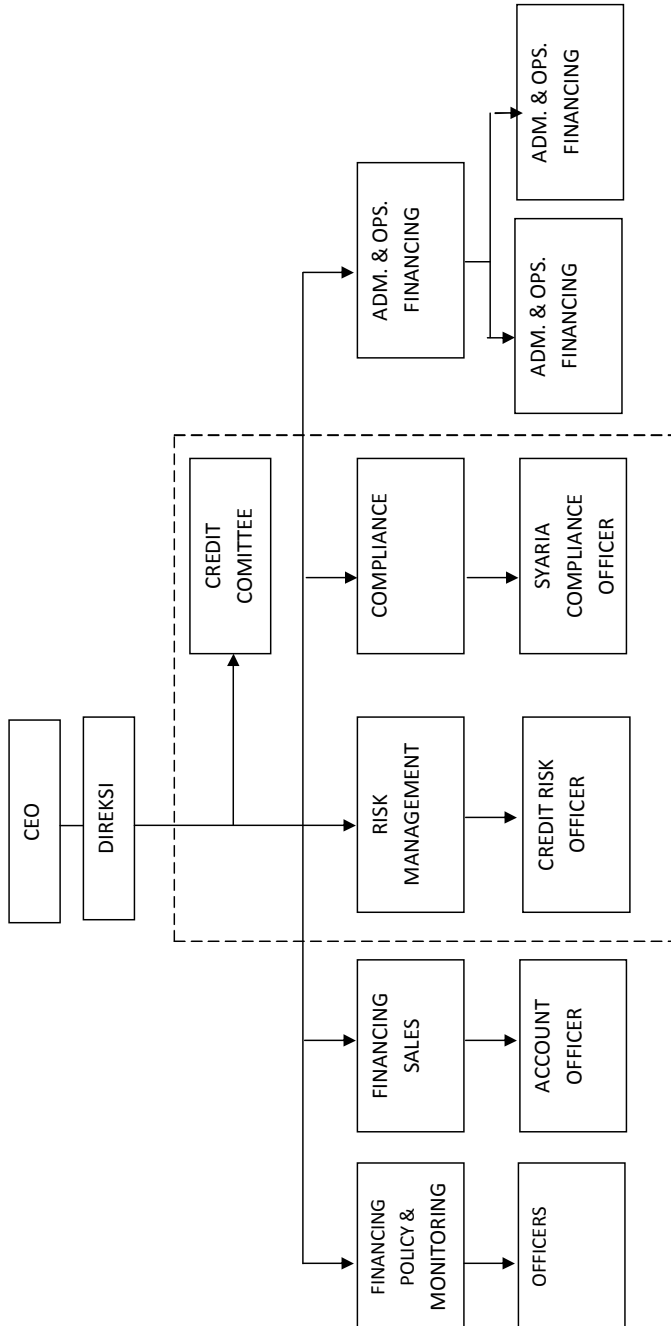 CEO
DIREKSI
CREDIT
COMITTEE
FINANCING
POLICY &
MONITORING
FINANCING
SALES
RISK
MANAGEMENT
COMPLIANCE
ADM. & OPS.
FINANCING
OFFICERS
ACCOUNT
OFFICER
CREDIT RISK
OFFICER
SYARIA
COMPLIANCE
OFFICER
ADM. & OPS.
FINANCING
ADM. & OPS.
FINANCING